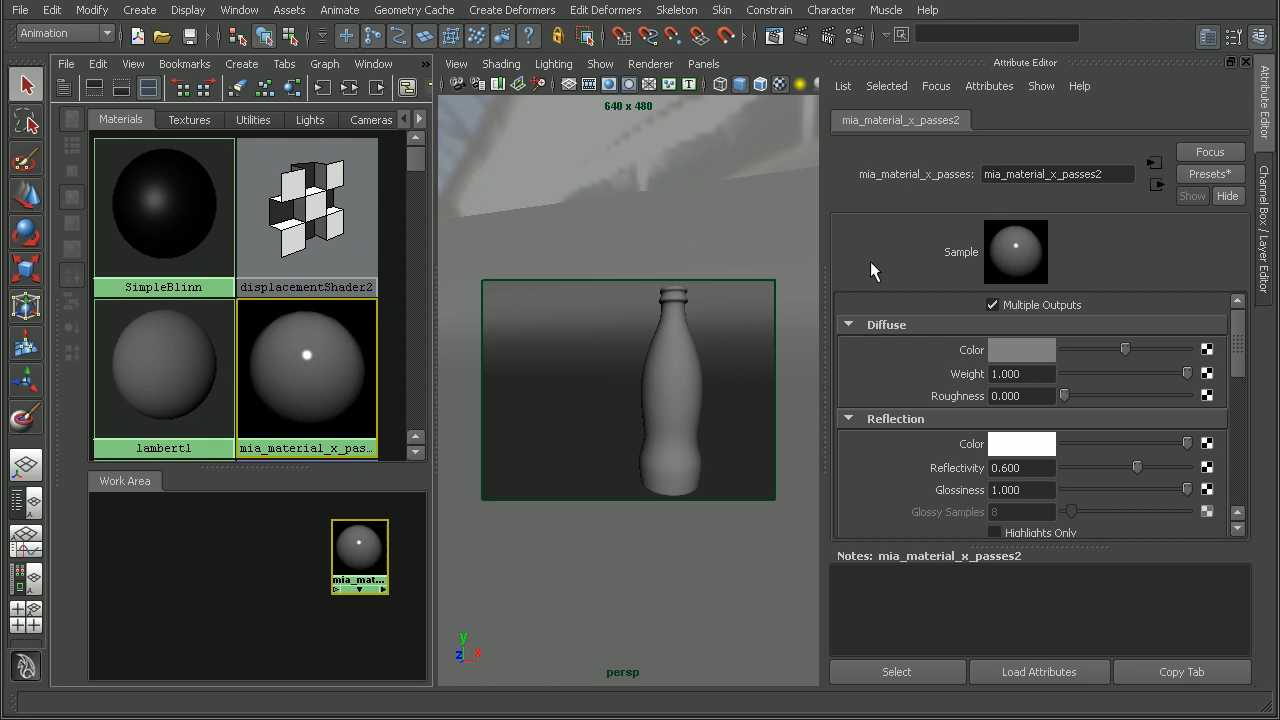 File Edit Modify Create Display Window Assets Animate Geometry Cache Create Deformers Edit Deformers Skeleton Skin Constrain Character Muscle Help
Animation
File Edit View Bookmarks Create Tabs Graph Window »
View Shading Lighting Show Renderer Panels
Attribute Editor
List Selected Focus Attributes Show Help
Materials Textures Utilities Lights Cameras
640 x 480
mia_material_x_passes2
Focus
mia_material_x_passes: mia_material_x_passes2
Presets*
Show Hide
Sample
SimpleBlinn displacementShader2
Multiple Outputs
Diffuse
Color
Weight 1.000
Roughness 0.000
Reflection
Color
lambert1 mia_material_x_pas...
Reflectivity 0.600
Glossiness 1.000
Glossy Samples 8
Highlights Only
Work Area
mia_mat...
Notes: mia_material_x_passes2
y
z x
persp
Select Load Attributes Copy Tab
Attribute Editor
Channel Box / Layer Editor